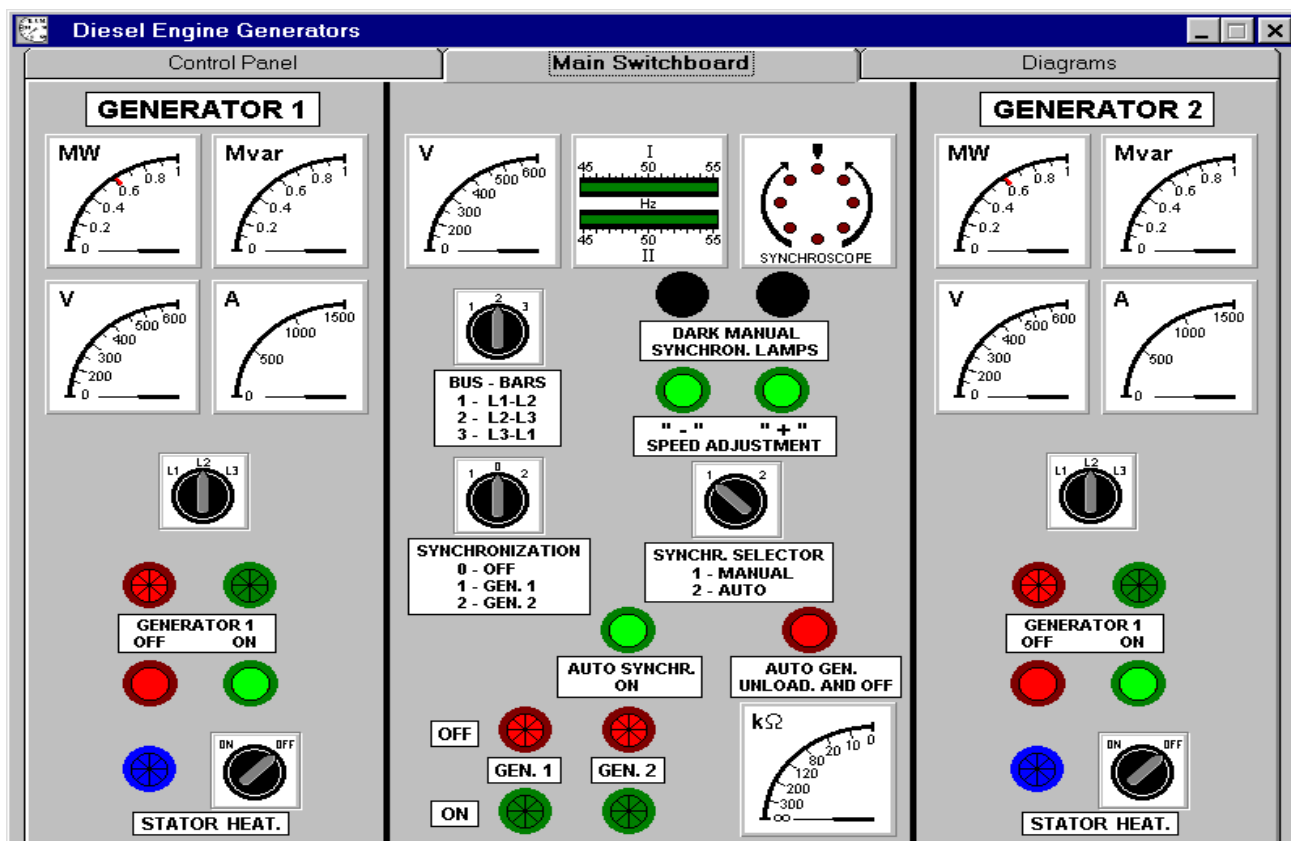 Diesel Engine Generators
Control Panel
Main Switchboard
Diagrams
GENERATOR 1
MW
0
0.2
0.4
0.6
0.8
1
Mvar
0
0.2
0.4
0.6
0.8
1
V
0
200
300
400
500
600
A
0
500
1000
1500
L1
L2
L3
GENERATOR 1
OFF ON
ON OFF
STATOR HEAT.
V
0
200
300
400
500
600
I
45 50 55
Hz
45 50 55
II
SYNCHROSCOPE
1 2 3
BUS - BARS
1 - L1-L2
2 - L2-L3
3 - L3-L1
DARK MANUAL
SYNCHRON. LAMPS
" - " " + "
SPEED ADJUSTMENT
1 0 2
SYNCHRONIZATION
0 - OFF
1 - GEN. 1
2 - GEN. 2
1 2
SYNCHR. SELECTOR
1 - MANUAL
2 - AUTO
AUTO SYNCHR.
ON
AUTO GEN.
UNLOAD. AND OFF
OFF
GEN. 1 GEN. 2
ON
kΩ
∞
300
200
120
80
20
10
0
GENERATOR 2
MW
0
0.2
0.4
0.6
0.8
1
Mvar
0
0.2
0.4
0.6
0.8
1
V
0
200
300
400
500
600
A
0
500
1000
1500
L1
L2
L3
GENERATOR 1
OFF ON
ON OFF
STATOR HEAT.